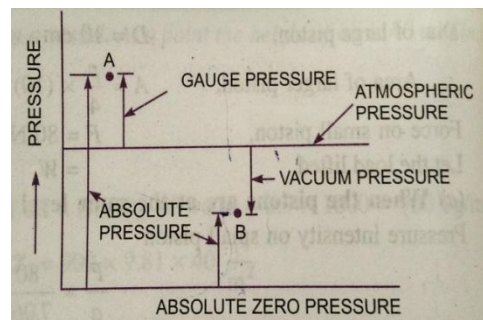 PRESSURE
A
GAUGE PRESSURE
ATMOSPHERIC
PRESSURE
VACUUM PRESSURE
ABSOLUTE
PRESSURE
B
ABSOLUTE ZERO PRESSURE